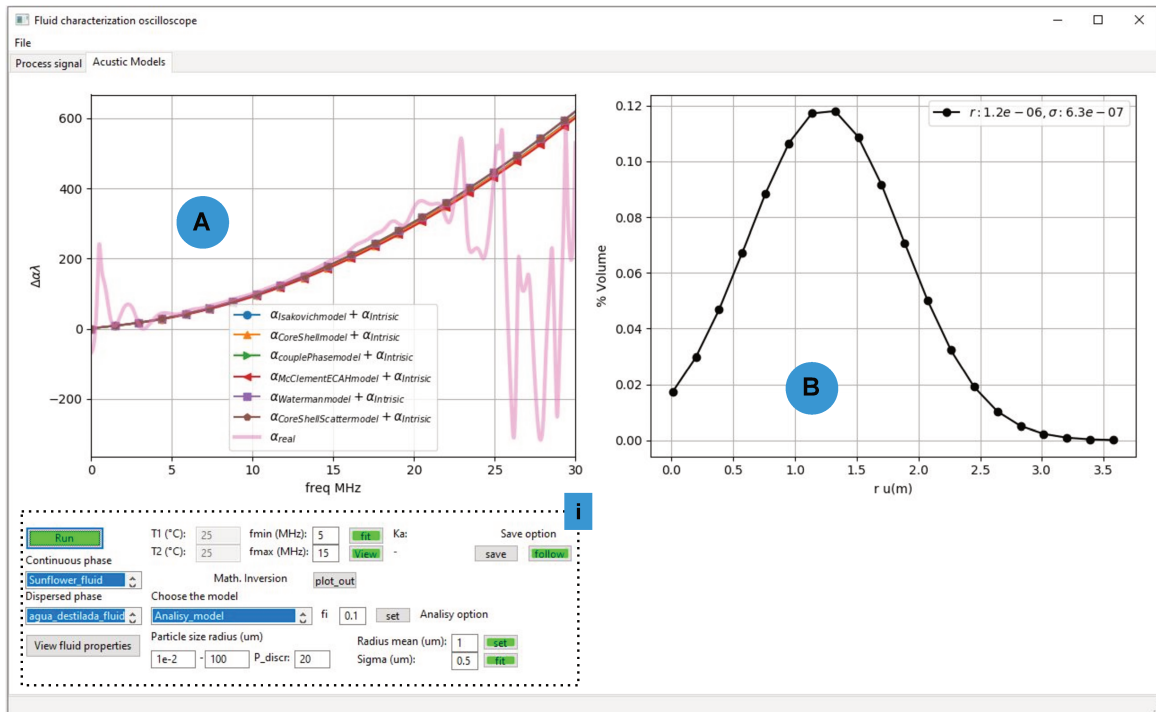 Fluid characterization oscilloscope
File
Process signal Acustic Models
600
400
200
0
−200
Δαλ
A
α_Isakovichmodel + α_Intrisic
α_CoreShellmodel + α_Intrisic
α_couplePhasemodel + α_Intrisic
α_McClementECAHmodel + α_Intrisic
α_Watermanmodel + α_Intrisic
α_CoreShellScattermodel + α_Intrisic
α_real
0 5 10 15 20 25 30
freq MHz
0.12
0.10
0.08
0.06
0.04
0.02
0.00
% Volume
r : 1.2e − 06, σ : 6.3e − 07
B
0.0 0.5 1.0 1.5 2.0 2.5 3.0 3.5
r u(m)
i
Run T1 (°C): 25 fmin (MHz): 5 fit Ka: Save option
T2 (°C): 25 fmax (MHz): 15 View - save follow
Continuous phase
Sunflower_fluid Math. Inversion plot_out
Dispersed phase Choose the model
agua_destilada_fluid Analisy_model fi 0.1 set Analisy option
View fluid properties Particle size radius (um) Radius mean (um): 1 set
1e-2 - 100 P_discr: 20 Sigma (um): 0.5 fit